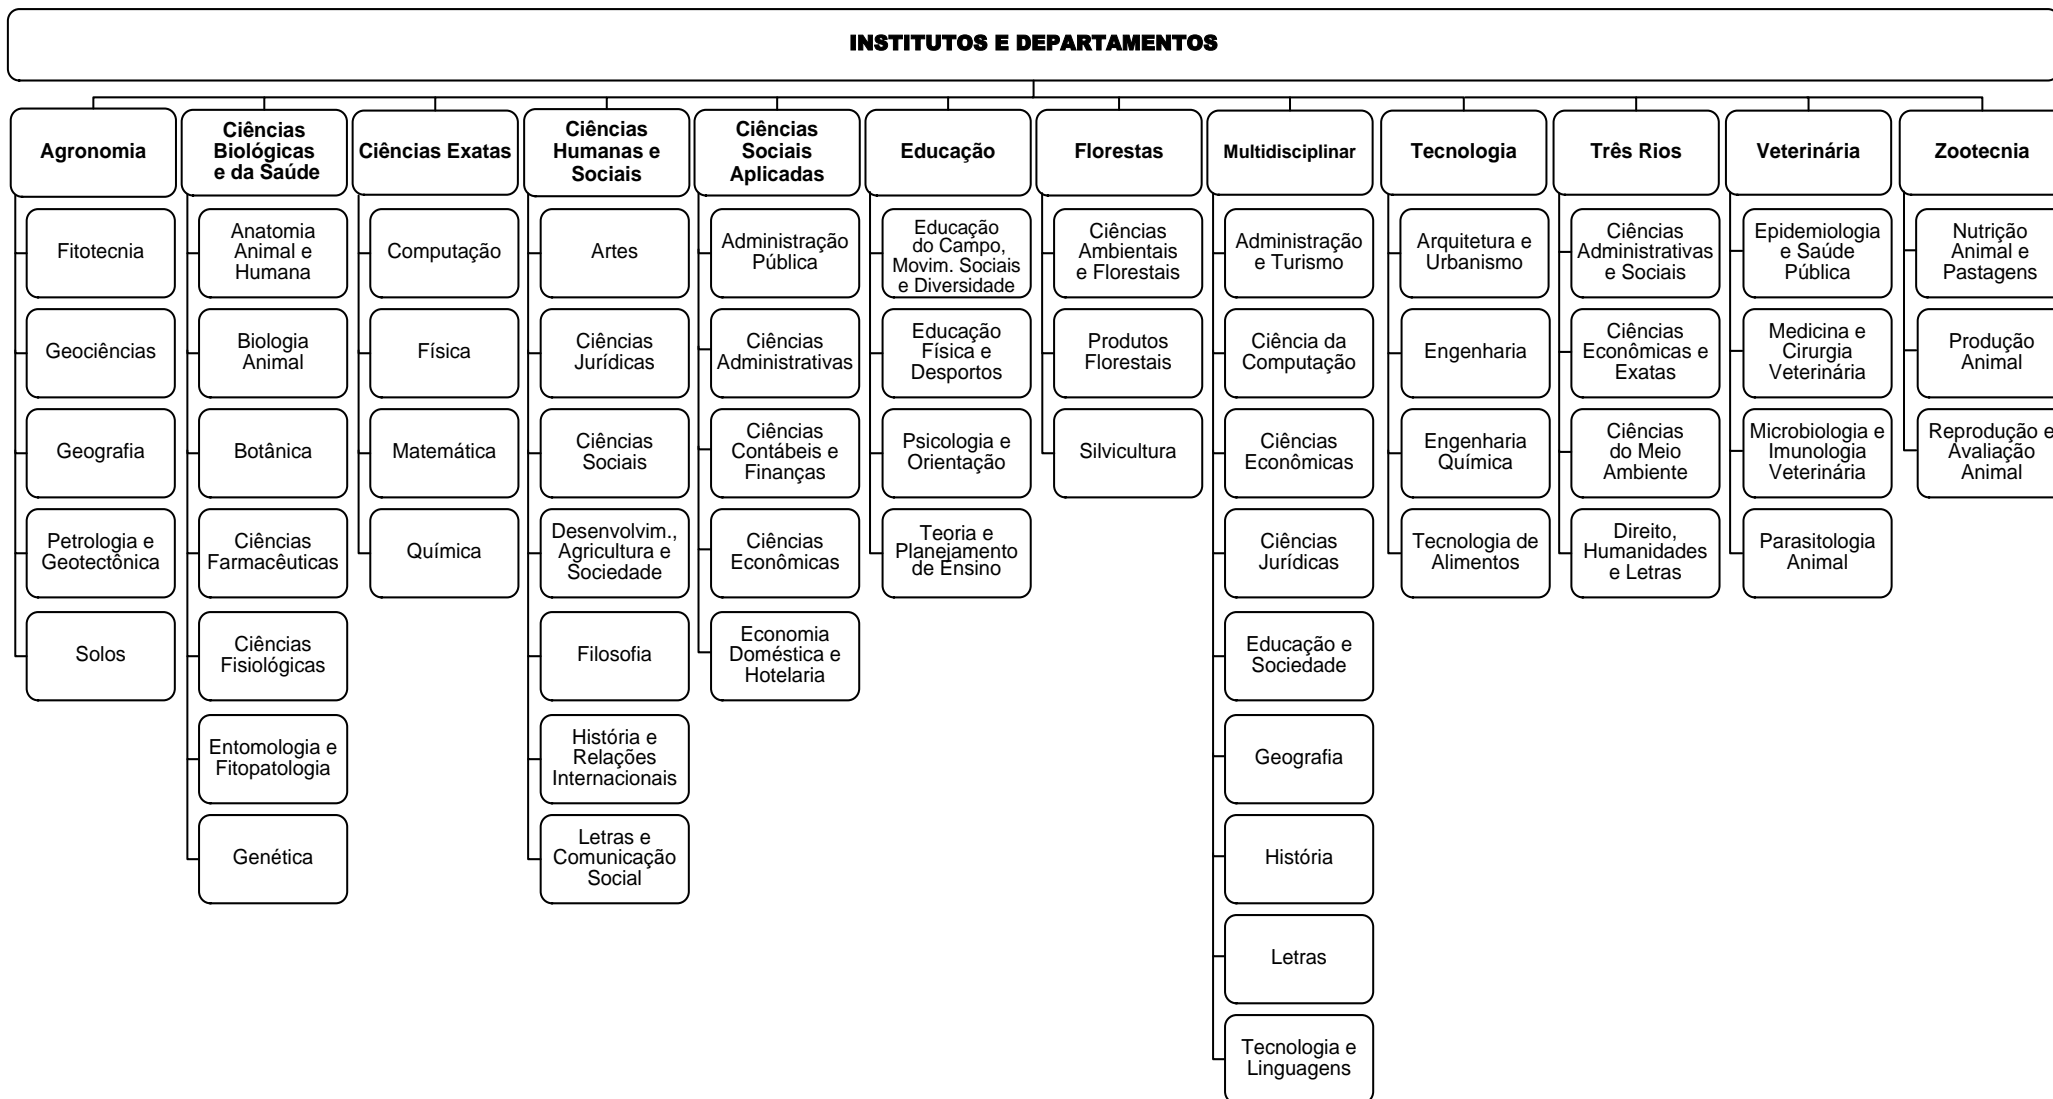 INSTITUTOS E DEPARTAMENTOS
Agronomia
Fitotecnia
Geociências
Geografia
Petrologia e
Geotectônica
Solos
Ciências
Biológicas
e da Saúde
Anatomia
Animal e
Humana
Biologia
Animal
Botânica
Ciências
Farmacêuticas
Ciências
Fisiológicas
Entomologia e
Fitopatologia
Genética
Ciências Exatas
Computação
Física
Matemática
Química
Ciências
Humanas e
Sociais
Artes
Ciências
Jurídicas
Ciências
Sociais
Desenvolvim.,
Agricultura e
Sociedade
Filosofia
História e
Relações
Internacionais
Letras e
Comunicação
Social
Ciências
Sociais
Aplicadas
Administração
Pública
Ciências
Administrativas
Ciências
Contábeis e
Finanças
Ciências
Econômicas
Economia
Doméstica e
Hotelaria
Educação
Educação
do Campo,
Movim. Sociais
e Diversidade
Educação
Física e
Desportos
Psicologia e
Orientação
Teoria e
Planejamento
de Ensino
Florestas
Ciências
Ambientais
e Florestais
Produtos
Florestais
Silvicultura
Multidisciplinar
Administração
e Turismo
Ciência da
Computação
Ciências
Econômicas
Ciências
Jurídicas
Educação e
Sociedade
Geografia
História
Letras
Tecnologia e
Linguagens
Tecnologia
Arquitetura e
Urbanismo
Engenharia
Engenharia
Química
Tecnologia de
Alimentos
Três Rios
Ciências
Administrativas
e Sociais
Ciências
Econômicas e
Exatas
Ciências
do Meio
Ambiente
Direito,
Humanidades
e Letras
Veterinária
Epidemiologia
e Saúde
Pública
Medicina e
Cirurgia
Veterinária
Microbiologia e
Imunologia
Veterinária
Parasitologia
Animal
Zootecnia
Nutrição
Animal e
Pastagens
Produção
Animal
Reprodução e
Avaliação
Animal